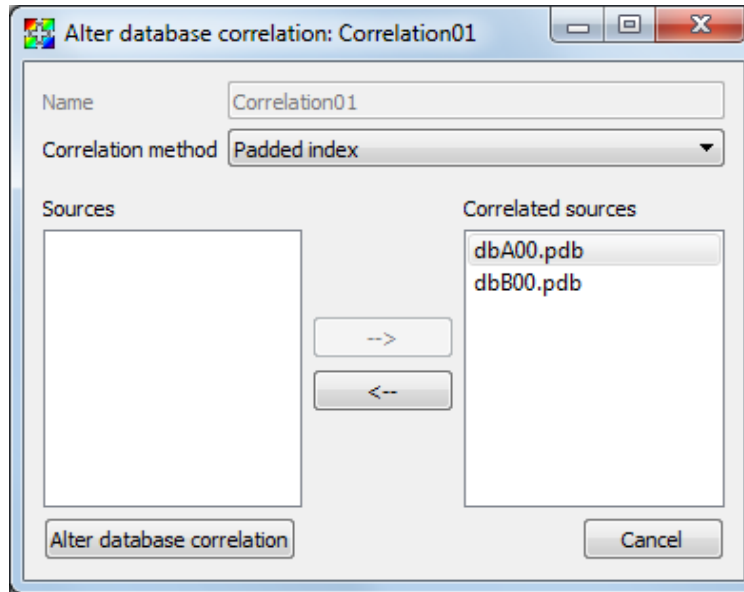 Alter database correlation: Correlation01
Name Correlation01
Correlation method Padded index
Sources Correlated sources
dbA00.pdb
dbB00.pdb
-->
<--
Alter database correlation Cancel